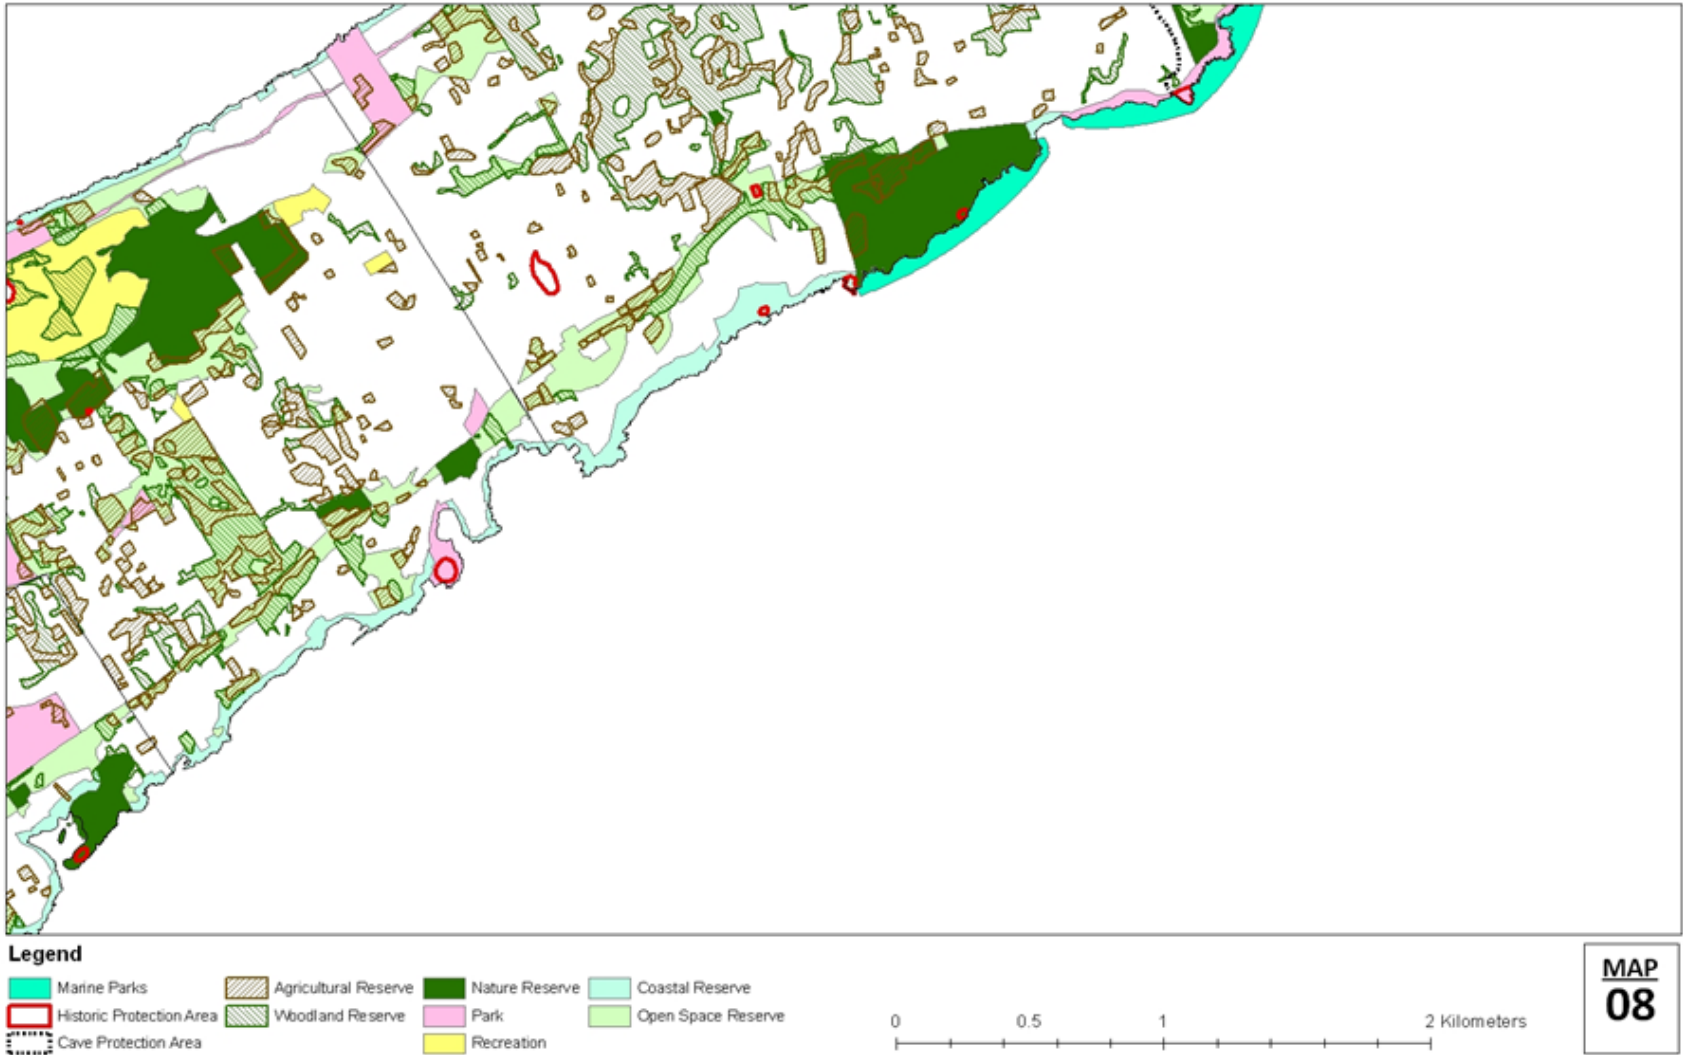 Legend
Marine Parks
Historic Protection Area
Cave Protection Area
Agricultural Reserve
Woodland Reserve
Nature Reserve
Park
Recreation
Coastal Reserve
Open Space Reserve
0 0.5 1 2 Kilometers
MAP
08